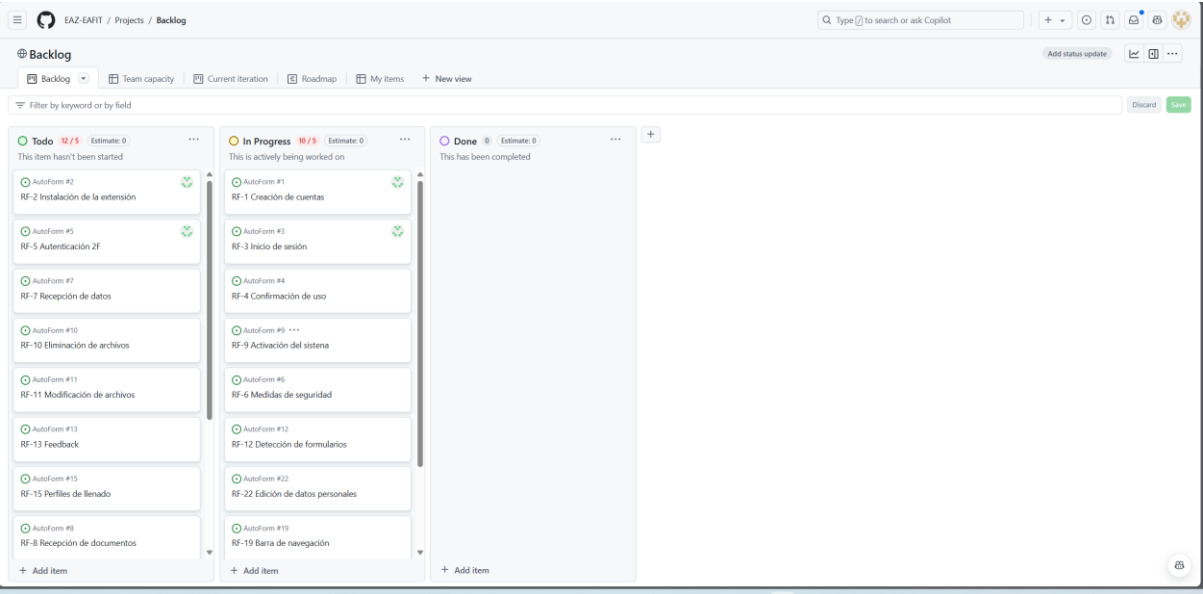 EAZ-EAFIT / Projects / Backlog
Type / to search or ask Copilot
Backlog
Add status update
Backlog
Team capacity
Current iteration
Roadmap
My items
+ New view
Filter by keyword or by field
Discard
Save
Todo 12 / 5 Estimate: 0
This item hasn't been started
AutoForm #2
RF-2 Instalación de la extensión
AutoForm #5
RF-5 Autenticación 2F
AutoForm #7
RF-7 Recepción de datos
AutoForm #10
RF-10 Eliminación de archivos
AutoForm #11
RF-11 Modificación de archivos
AutoForm #13
RF-13 Feedback
AutoForm #15
RF-15 Perfiles de llenado
AutoForm #8
RF-8 Recepción de documentos
+ Add item
In Progress 10 / 5 Estimate: 0
This is actively being worked on
AutoForm #1
RF-1 Creación de cuentas
AutoForm #3
RF-3 Inicio de sesión
AutoForm #4
RF-4 Confirmación de uso
AutoForm #9 ···
RF-9 Activación del sistena
AutoForm #6
RF-6 Medidas de seguridad
AutoForm #12
RF-12 Detección de formularios
AutoForm #22
RF-22 Edición de datos personales
AutoForm #19
RF-19 Barra de navegación
+ Add item
Done 0 Estimate: 0
This has been completed
+ Add item